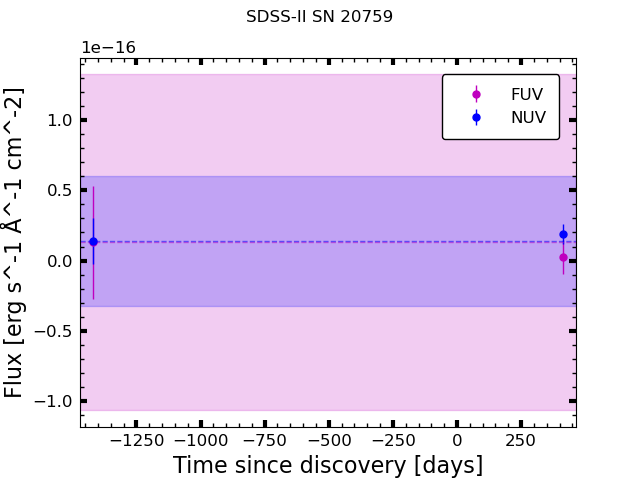 SDSS-II SN 20759
1e−16
FUV
NUV
1.0
0.5
0.0
−0.5
−1.0
Flux [erg s^-1 Å^-1 cm^-2]
−1250 −1000 −750 −500 −250 0 250
Time since discovery [days]